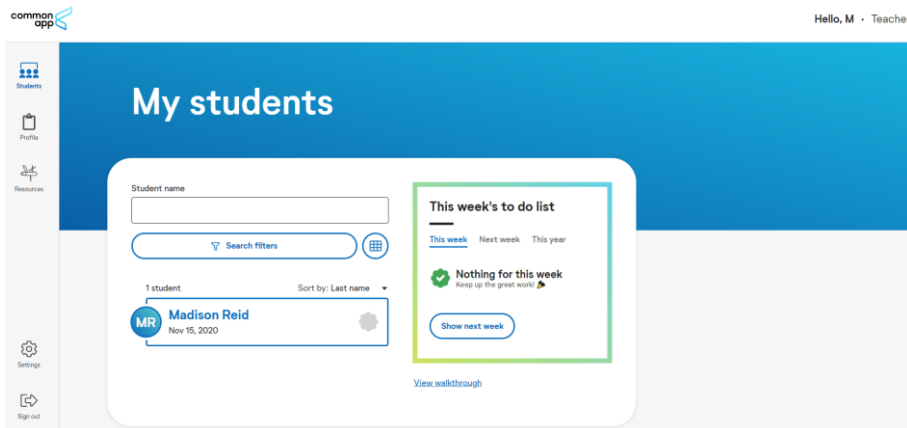 common
app
Hello, M · Teache
Students
Profile
Resources
Settings
Sign out
My students
Student name
Search filters
1 student
Sort by: Last name
MR
Madison Reid
Nov 15, 2020
This week's to do list
This week Next week This year
Nothing for this week
Keep up the great work!
Show next week
View walkthrough